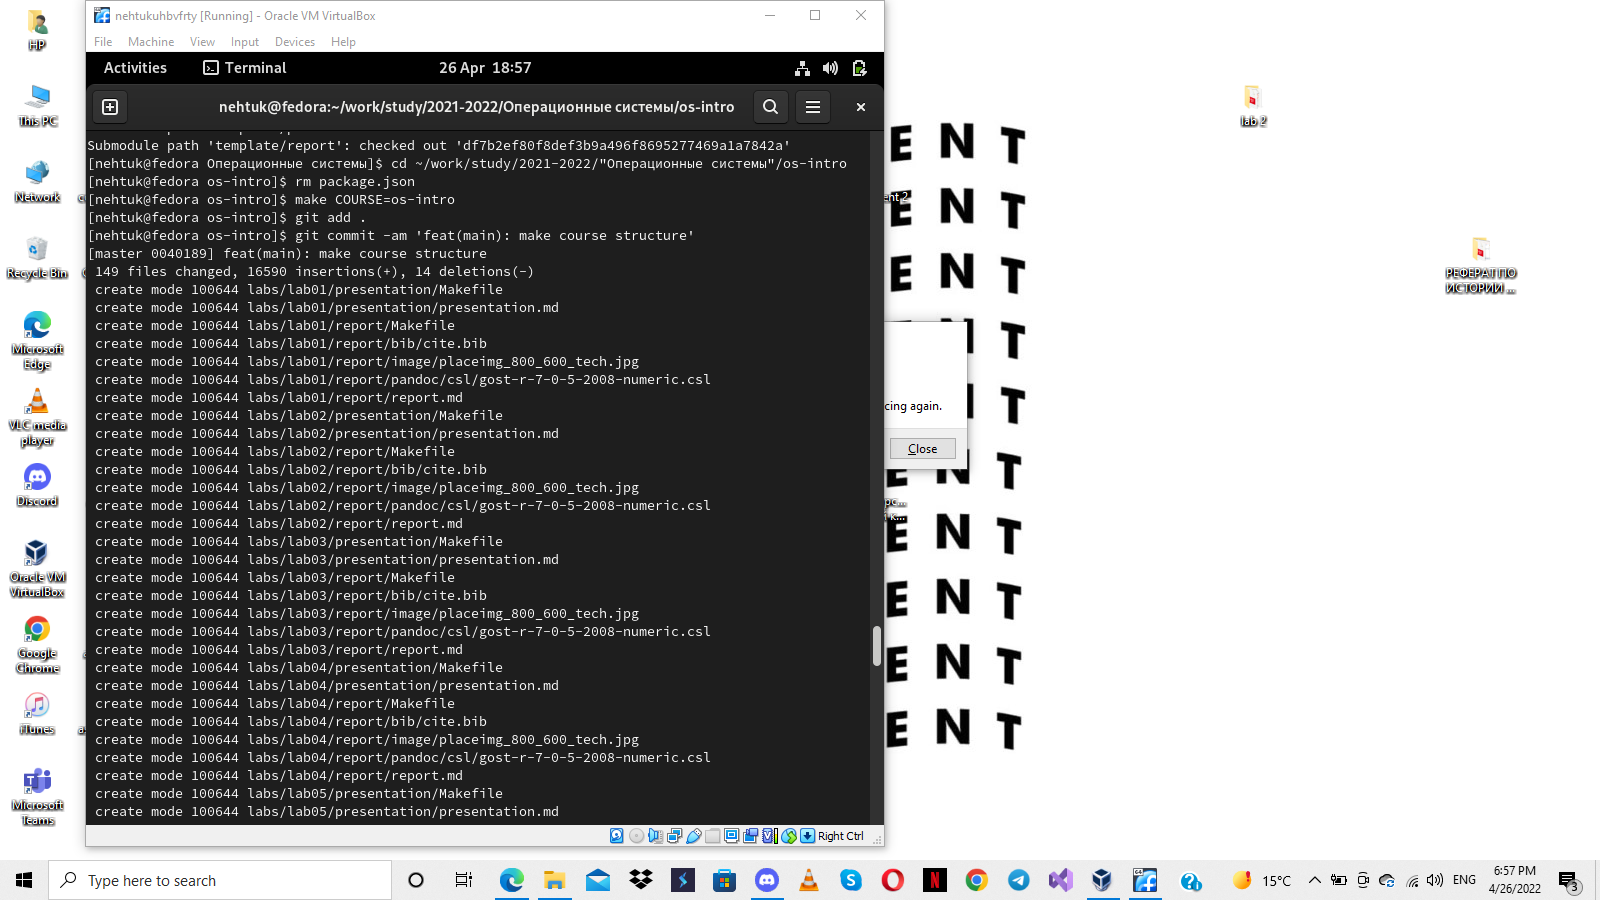 nehtukuhbvfrty [Running] - Oracle VM VirtualBox
File Machine View Input Devices Help
Activities Terminal 26 Apr 18:57
nehtuk@fedora:~/work/study/2021-2022/Операционные системы/os-intro
Submodule path 'template/report': checked out 'df7b2ef80f8def3b9a496f8695277469a1a7842a'
[nehtuk@fedora Операционные системы]$ cd ~/work/study/2021-2022/"Операционные системы"/os-intro
[nehtuk@fedora os-intro]$ rm package.json
[nehtuk@fedora os-intro]$ make COURSE=os-intro
[nehtuk@fedora os-intro]$ git add .
[nehtuk@fedora os-intro]$ git commit -am 'feat(main): make course structure'
[master 0040189] feat(main): make course structure
149 files changed, 16590 insertions(+), 14 deletions(-)
create mode 100644 labs/lab01/presentation/Makefile
create mode 100644 labs/lab01/presentation/presentation.md
create mode 100644 labs/lab01/report/Makefile
create mode 100644 labs/lab01/report/bib/cite.bib
create mode 100644 labs/lab01/report/image/placeimg_800_600_tech.jpg
create mode 100644 labs/lab01/report/pandoc/csl/gost-r-7-0-5-2008-numeric.csl
create mode 100644 labs/lab01/report/report.md
create mode 100644 labs/lab02/presentation/Makefile
create mode 100644 labs/lab02/presentation/presentation.md
create mode 100644 labs/lab02/report/Makefile
create mode 100644 labs/lab02/report/bib/cite.bib
create mode 100644 labs/lab02/report/image/placeimg_800_600_tech.jpg
create mode 100644 labs/lab02/report/pandoc/csl/gost-r-7-0-5-2008-numeric.csl
create mode 100644 labs/lab02/report/report.md
create mode 100644 labs/lab03/presentation/Makefile
create mode 100644 labs/lab03/presentation/presentation.md
create mode 100644 labs/lab03/report/Makefile
create mode 100644 labs/lab03/report/bib/cite.bib
create mode 100644 labs/lab03/report/image/placeimg_800_600_tech.jpg
create mode 100644 labs/lab03/report/pandoc/csl/gost-r-7-0-5-2008-numeric.csl
create mode 100644 labs/lab03/report/report.md
create mode 100644 labs/lab04/presentation/Makefile
create mode 100644 labs/lab04/presentation/presentation.md
create mode 100644 labs/lab04/report/Makefile
create mode 100644 labs/lab04/report/bib/cite.bib
create mode 100644 labs/lab04/report/image/placeimg_800_600_tech.jpg
create mode 100644 labs/lab04/report/pandoc/csl/gost-r-7-0-5-2008-numeric.csl
create mode 100644 labs/lab04/report/report.md
create mode 100644 labs/lab05/presentation/Makefile
create mode 100644 labs/lab05/presentation/presentation.md
Right Ctrl
HP
This PC
Network
Recycle Bin
Microsoft
Edge
VLC media
player
Discord
Oracle VM
VirtualBox
Google
Chrome
iTunes
Microsoft
Teams
E N T
E N T
E N T
N T
T
N T
E N T
E N T
E N T
E N T
cing again.
Close
lab 2
РЕФЕРАТ ПО
ИСТОРИИ ...
Type here to search
15°C
ENG
6:57 PM
4/26/2022
3